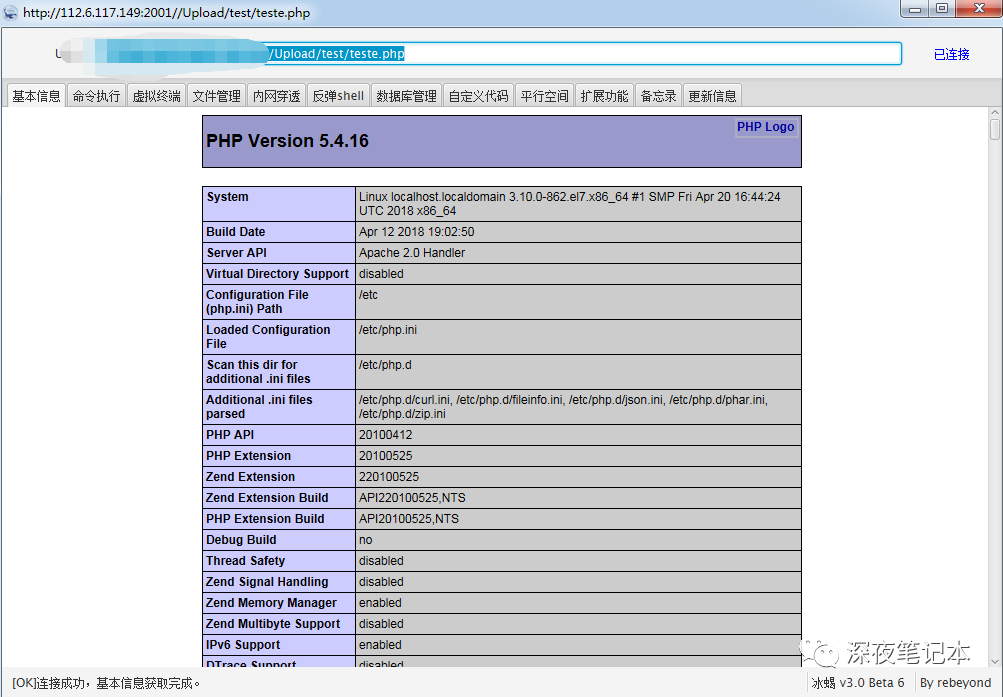 http://112.6.117.149:2001//Upload/test/teste.php
/Upload/test/teste.php
已连接
基本信息 命令执行 虚拟终端 文件管理 内网穿透 反弹shell 数据库管理 自定义代码 平行空间 扩展功能 备忘录 更新信息
PHP Logo
PHP Version 5.4.16
System Linux localhost.localdomain 3.10.0-862.el7.x86_64 #1 SMP Fri Apr 20 16:44:24
UTC 2018 x86_64
Build Date Apr 12 2018 19:02:50
Server API Apache 2.0 Handler
Virtual Directory Support disabled
Configuration File /etc
(php.ini) Path
Loaded Configuration /etc/php.ini
File
Scan this dir for /etc/php.d
additional .ini files
Additional .ini files /etc/php.d/curl.ini, /etc/php.d/fileinfo.ini, /etc/php.d/json.ini, /etc/php.d/phar.ini,
parsed /etc/php.d/zip.ini
PHP API 20100412
PHP Extension 20100525
Zend Extension 220100525
Zend Extension Build API220100525,NTS
PHP Extension Build API20100525,NTS
Debug Build no
Thread Safety disabled
Zend Signal Handling disabled
Zend Memory Manager enabled
Zend Multibyte Support disabled
IPv6 Support enabled
DTrace Support disabled
深夜笔记本
[OK]连接成功，基本信息获取完成。
冰蝎 v3.0 Beta 6 By rebeyond